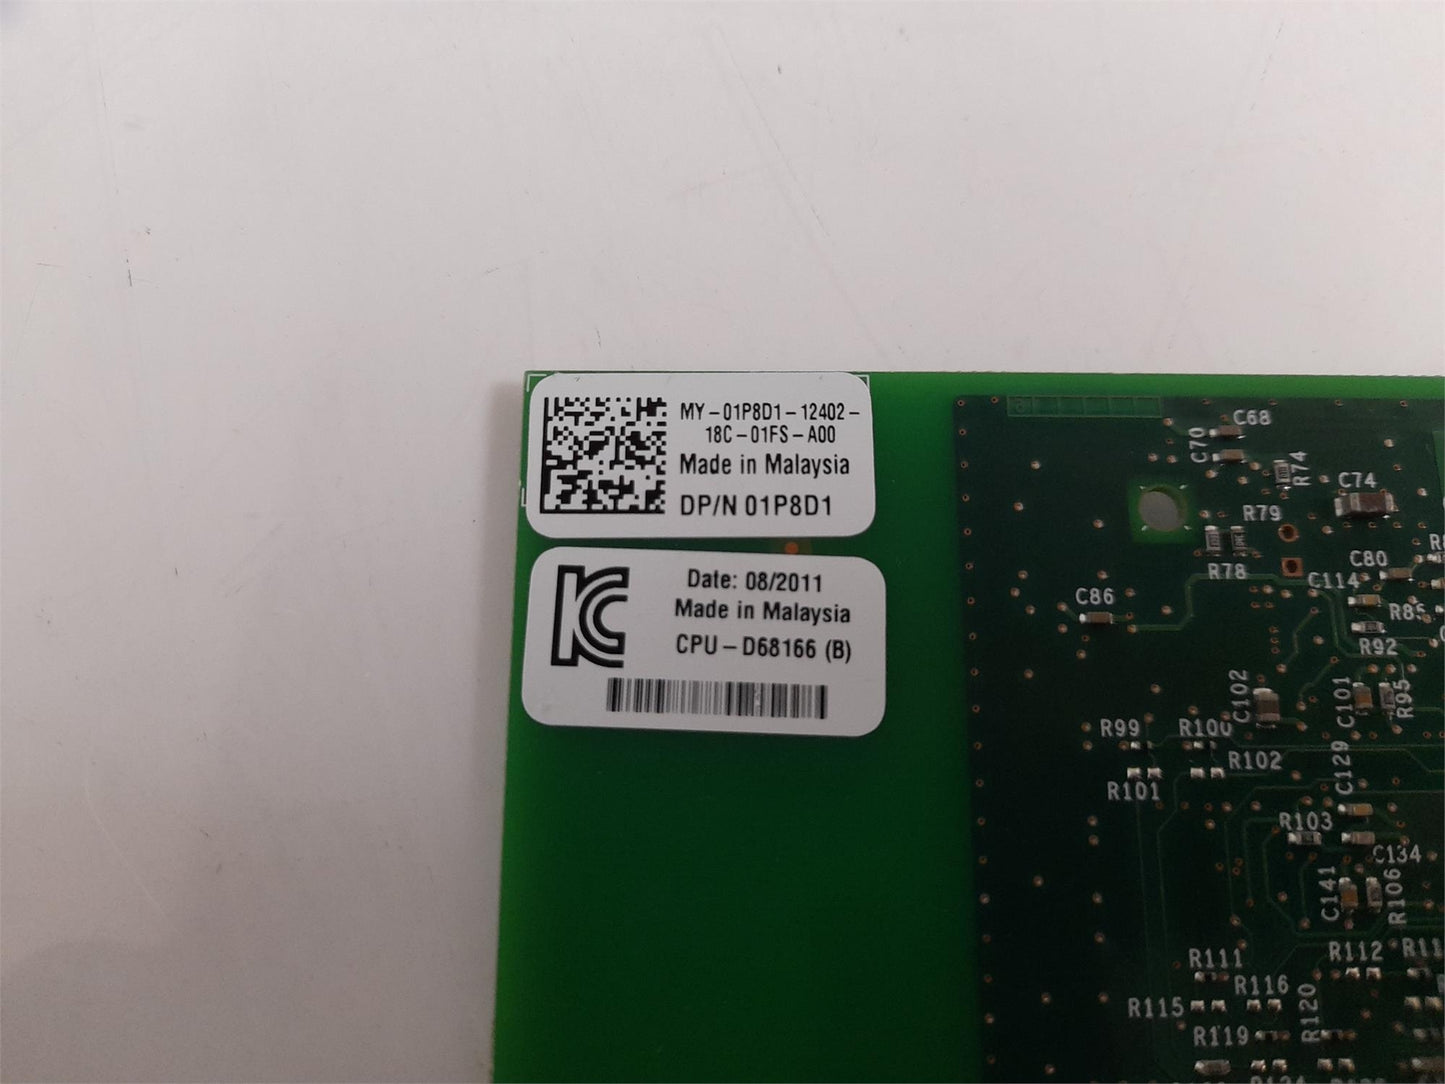 MY-01P8D1-12402-
18C-01FS-A00
Made in Malaysia
DP/N 01P8D1
Date: 08/2011
Made in Malaysia
CPU-D68166 (B)
C68
C70
R74
C74
R79
R78
C80
C114
C86
R85
R92
C102
C101
R95
R99
R100
R102
R101
C129
R103
C134
C141
R106
R111
R112
R116
R115
R120
R119